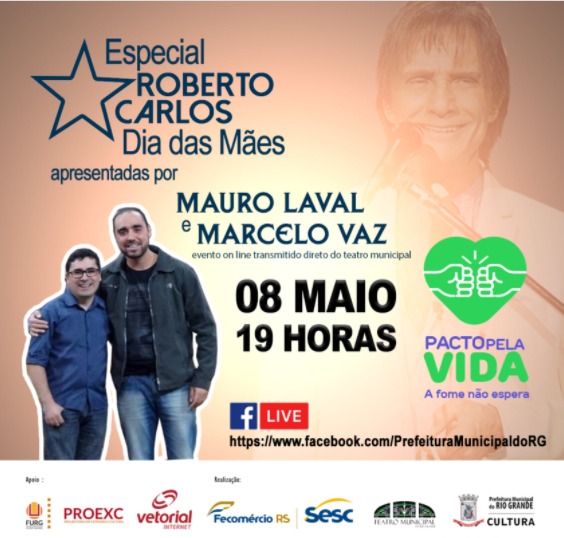 Especial
ROBERTO
CARLOS
Dia das Mães
apresentadas por
MAURO LAVAL
e MARCELO VAZ
evento on line transmitido direto do teatro municipal
08 MAIO
19 HORAS
PACTO PELA
VIDA
A fome não espera
f LIVE
https://www.facebook.com/PrefeituraMunicipaldoRG
Apoio :
Realização:
FURG
PROEXC
vetorial
INTERNET
Fecomércio RS
Sesc
TEATRO MUNICIPAL
Prefeitura Municipal
do RIO GRANDE
CULTURA